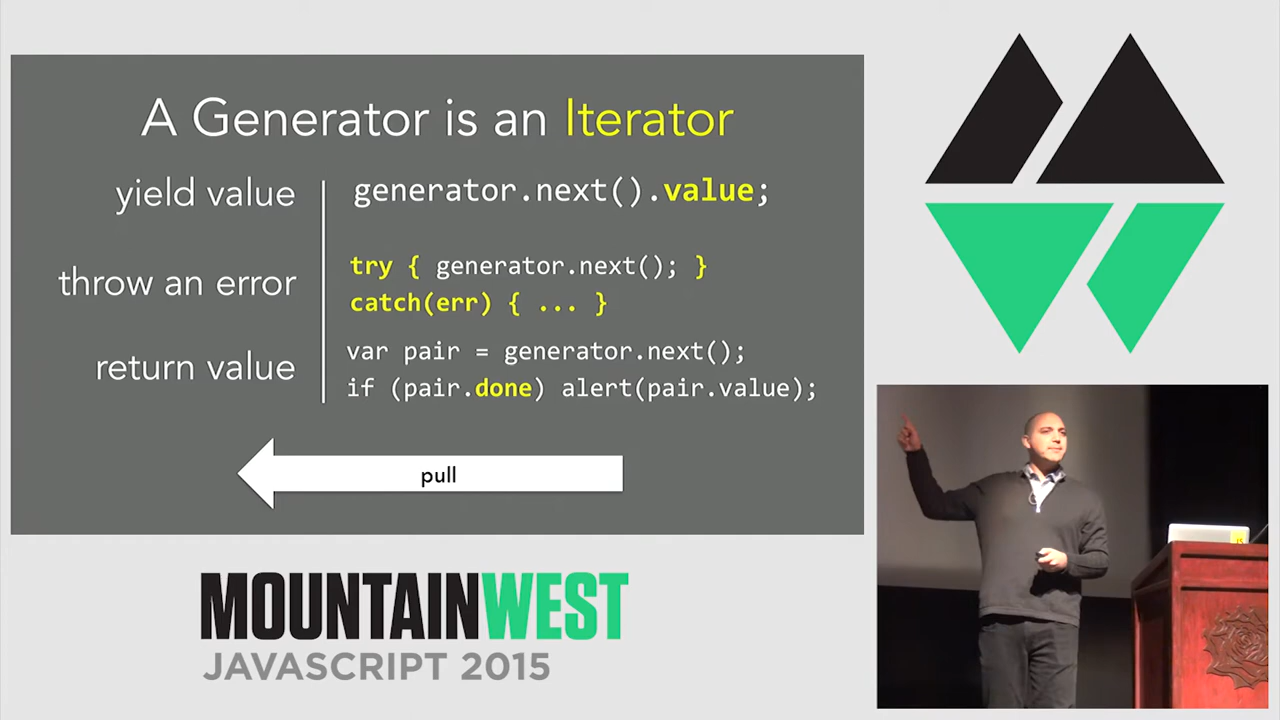 A Generator is an Iterator
yield value
generator.next().value;
throw an error
try { generator.next(); }
catch(err) { ... }
return value
var pair = generator.next();
if (pair.done) alert(pair.value);
pull
MOUNTAINWEST
JAVASCRIPT 2015
JS